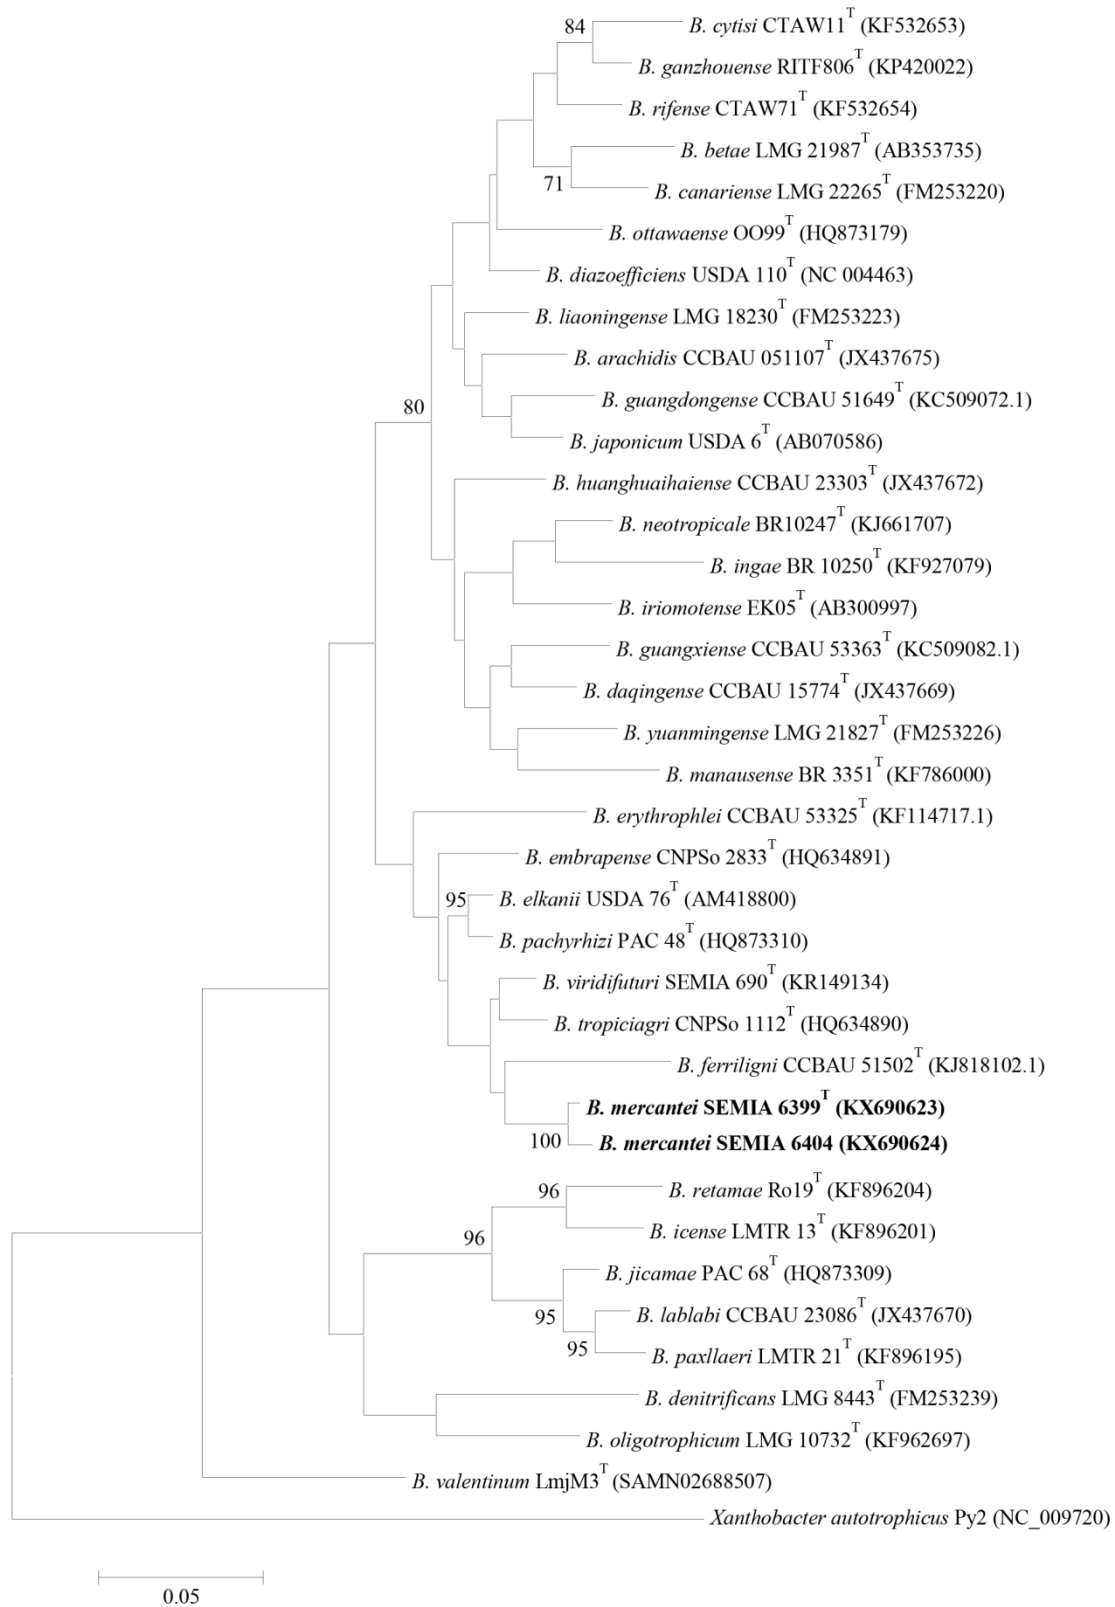 84
B. cytisi CTAW11T (KF532653)
B. ganzhouense RITF806T (KP420022)
B. rifense CTAW71T (KF532654)
B. betae LMG 21987T (AB353735)
71
B. canariense LMG 22265T (FM253220)
B. ottawaense OO99T (HQ873179)
B. diazoefficiens USDA 110T (NC 004463)
B. liaoningense LMG 18230T (FM253223)
B. arachidis CCBAU 051107T (JX437675)
80
B. guangdongense CCBAU 51649T (KC509072.1)
B. japonicum USDA 6T (AB070586)
B. huanghuaihaiense CCBAU 23303T (JX437672)
B. neotropicale BR10247T (KJ661707)
B. ingae BR 10250T (KF927079)
B. iriomotense EK05T (AB300997)
B. guangxiense CCBAU 53363T (KC509082.1)
B. daqingense CCBAU 15774T (JX437669)
B. yuanmingense LMG 21827T (FM253226)
B. manausense BR 3351T (KF786000)
B. erythrophlei CCBAU 53325T (KF114717.1)
B. embrapense CNPSo 2833T (HQ634891)
95
B. elkanii USDA 76T (AM418800)
B. pachyrhizi PAC 48T (HQ873310)
B. viridifuturi SEMIA 690T (KR149134)
B. tropiciagri CNPSo 1112T (HQ634890)
B. ferriligni CCBAU 51502T (KJ818102.1)
B. mercantei SEMIA 6399T (KX690623)
100
B. mercantei SEMIA 6404 (KX690624)
96
B. retamae Ro19T (KF896204)
96
B. icense LMTR 13T (KF896201)
B. jicamae PAC 68T (HQ873309)
95
B. lablabi CCBAU 23086T (JX437670)
95
B. paxllaeri LMTR 21T (KF896195)
B. denitrificans LMG 8443T (FM253239)
B. oligotrophicum LMG 10732T (KF962697)
B. valentinum LmjM3T (SAMN02688507)
Xanthobacter autotrophicus Py2 (NC_009720)
0.05